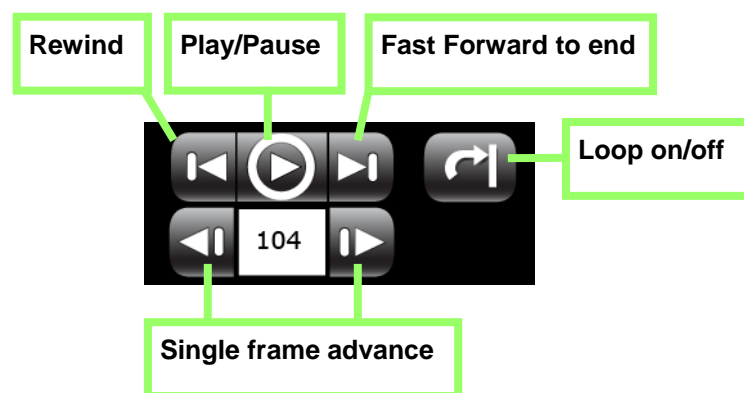 Rewind
Play/Pause
Fast Forward to end
Loop on/off
104
Single frame advance